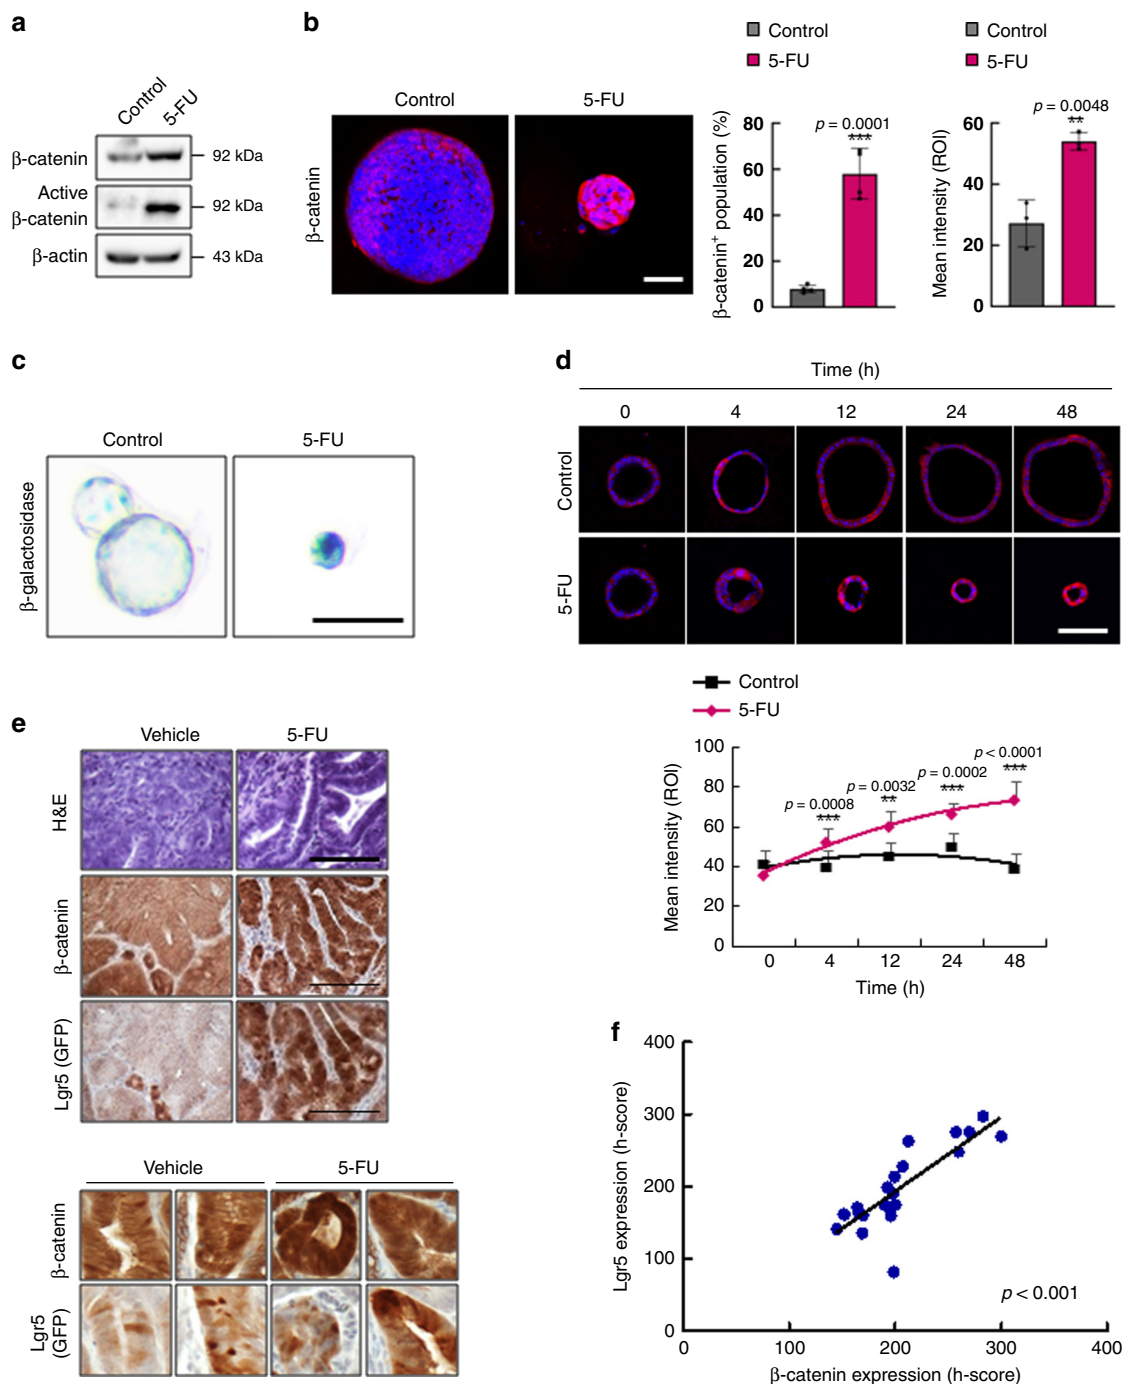 a
Control
5-FU
β-catenin
92 kDa
Active
β-catenin
92 kDa
β-actin
43 kDa
b
Control
5-FU
β-catenin
Control
5-FU
p = 0.0001
***
β-catenin+ population (%)
80
60
40
20
0
Control
5-FU
p = 0.0048
**
Mean intensity (ROI)
60
40
20
0
c
Control
5-FU
β-galactosidase
d
Time (h)
0 4 12 24 48
Control
5-FU
Control
5-FU
Mean intensity (ROI)
100
80
60
40
20
0
p = 0.0008
***
p = 0.0032
**
p = 0.0002
***
p < 0.0001
***
0 4 12 24 48
Time (h)
e
Vehicle
5-FU
H&E
β-catenin
Lgr5 (GFP)
Vehicle
5-FU
β-catenin
Lgr5
(GFP)
f
Lgr5 expression (h-score)
400
300
200
100
0
p < 0.001
0 100 200 300 400
β-catenin expression (h-score)